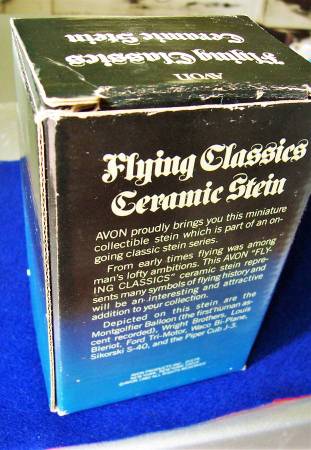 AVON
Flying Classics
Ceramic Stein
Flying Classics
Ceramic Stein
AVON proudly brings you this miniature
collectible stein which is part of an on-
going classic stein series.
From early times flying was among
man's lofty ambitions. This AVON "FLY-
ING CLASSICS" ceramic stein repre-
sents many symbols of flying history and
will be an interesting and attractive
addition to your collection.
Depicted on this stein are the
Montgolfier Balloon (the first human as-
cent recorded), Wright Brothers, Louis
Bleriot, Ford Tri-Motor, Waco Bi-Plane,
Sikorski S-40, and the Piper Cub J-3.